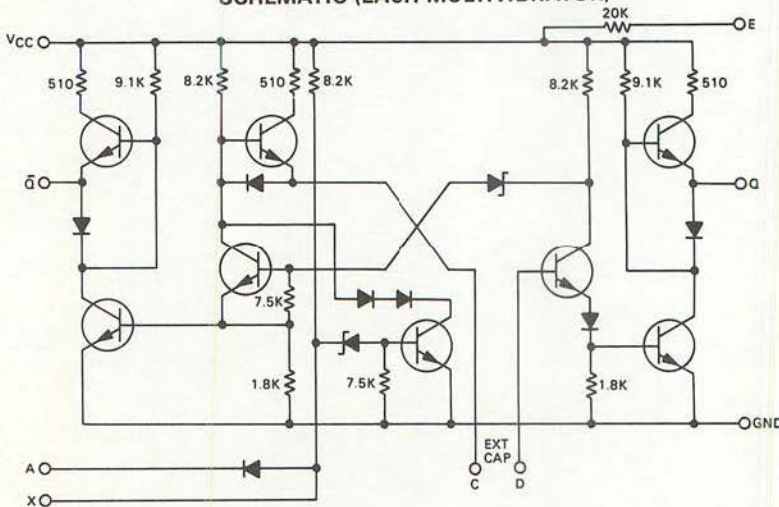 SCHEMATIC (EACH MULTIVIBRATOR)
20K
E
VCC
510
9.1K
8.2K
510
8.2K
8.2K
9.1K
510
Q̄
Q
7.5K
1.8K
7.5K
1.8K
GND
EXT
CAP
A
C
D
X